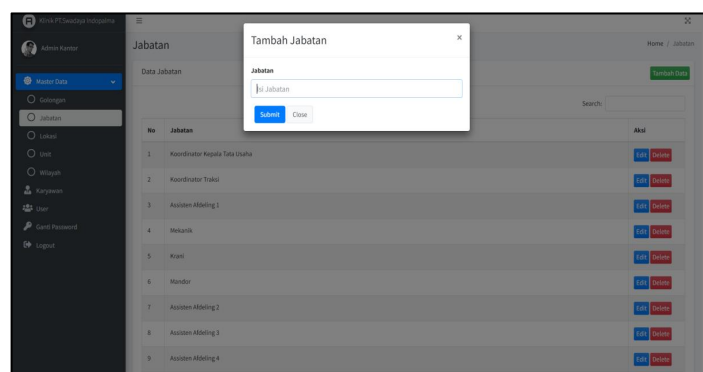 Klinik PT.Swadaya Indopalma
Admin Kantor
Master Data
Golongan
Jabatan
Lokasi
Unit
Wilayah
Karyawan
User
Ganti Password
Logout
Jabatan
Home / Jabatan
Data Jabatan
Tambah Data
Tambah Jabatan
×
Jabatan
Isi Jabatan
Submit Close
Search:
No Jabatan Aksi
1 Koordinator Kepala Tata Usaha Edit Delete
2 Koordinator Traksi Edit Delete
3 Assisten Afdeling 1 Edit Delete
4 Mekanik Edit Delete
5 Krani Edit Delete
6 Mandor Edit Delete
7 Assisten Afdeling 2 Edit Delete
8 Assisten Afdeling 3 Edit Delete
9 Assisten Afdeling 4 Edit Delete